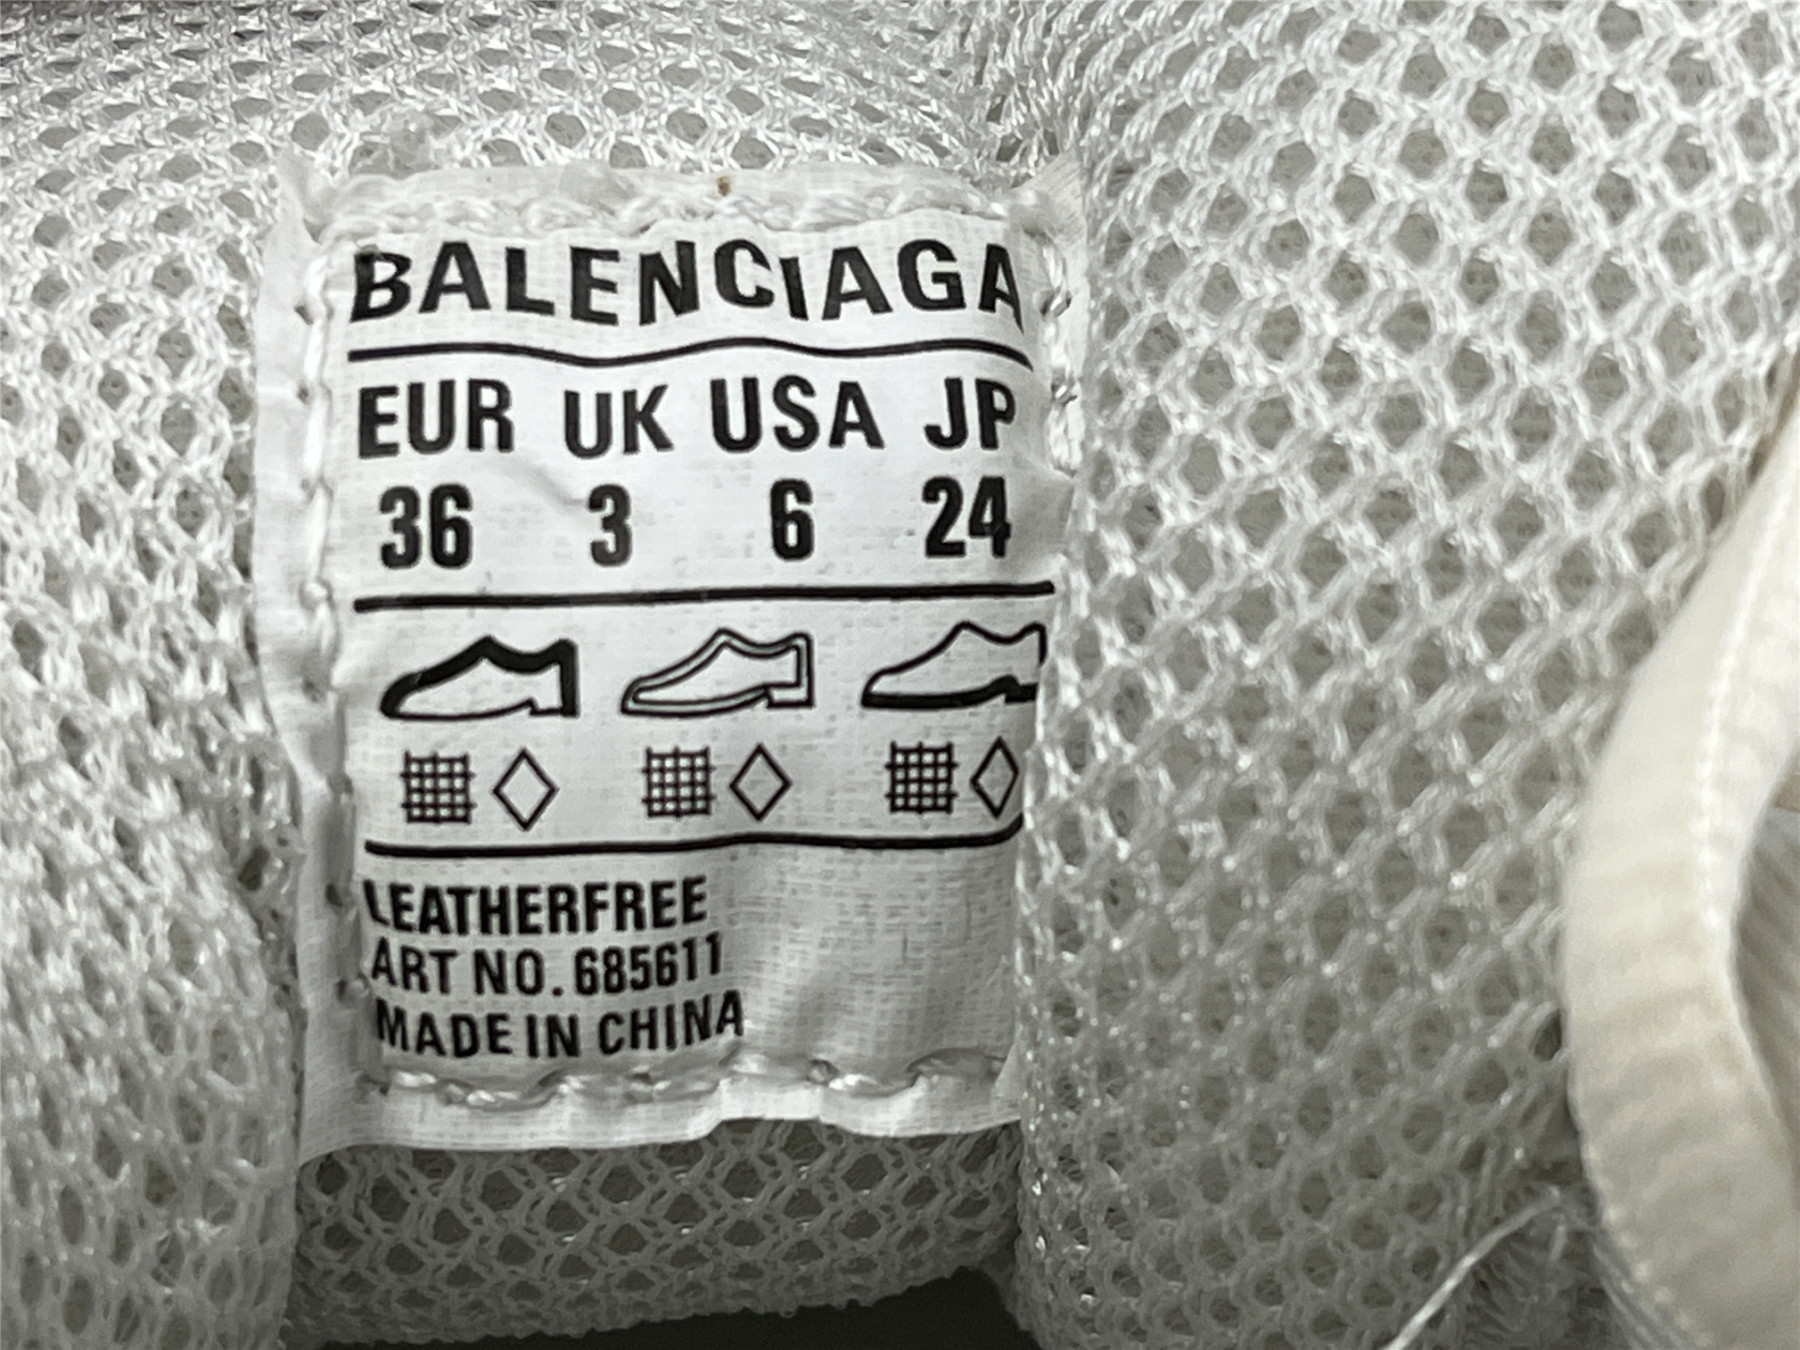 BALENCIAGA
EUR UK USA JP
36 3 6 24
LEATHERFREE
ART NO. 685611
MADE IN CHINA